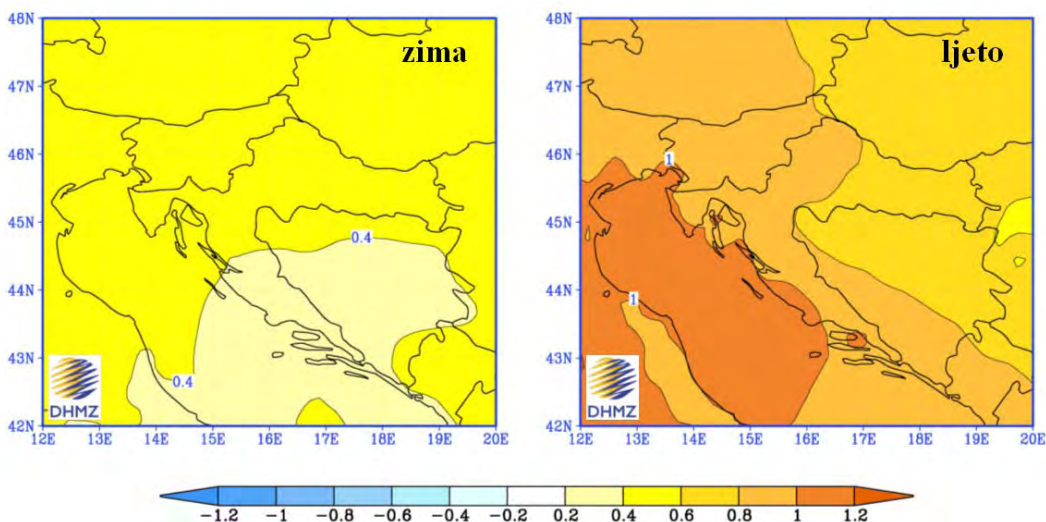 zima
48N
47N
46N
45N
44N
43N
42N
0.4
0.4
DHMZ
12E 13E 14E 15E 16E 17E 18E 19E 20E
ljeto
48N
47N
46N
45N
44N
43N
42N
1
1
DHMZ
12E 13E 14E 15E 16E 17E 18E 19E 20E
-1.2 -1 -0.8 -0.6 -0.4 -0.2 0.2 0.4 0.6 0.8 1 1.2